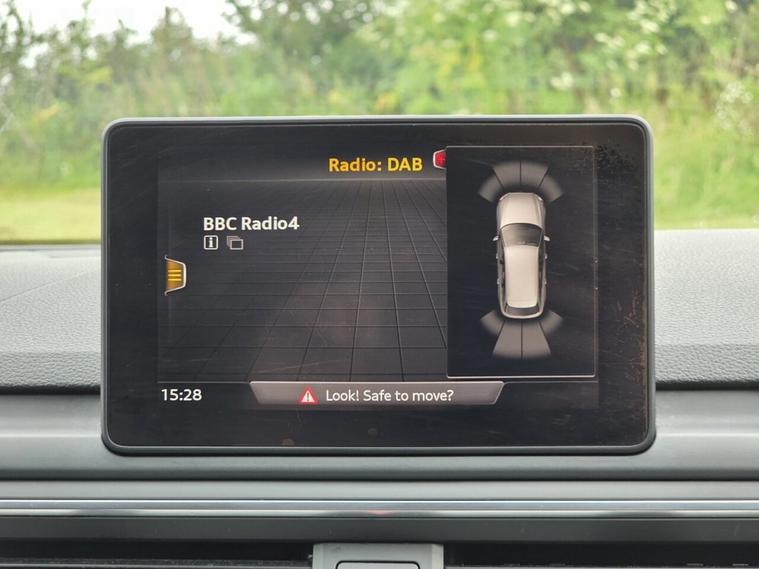 Radio: DAB
BBC Radio4
15:28
Look! Safe to move?